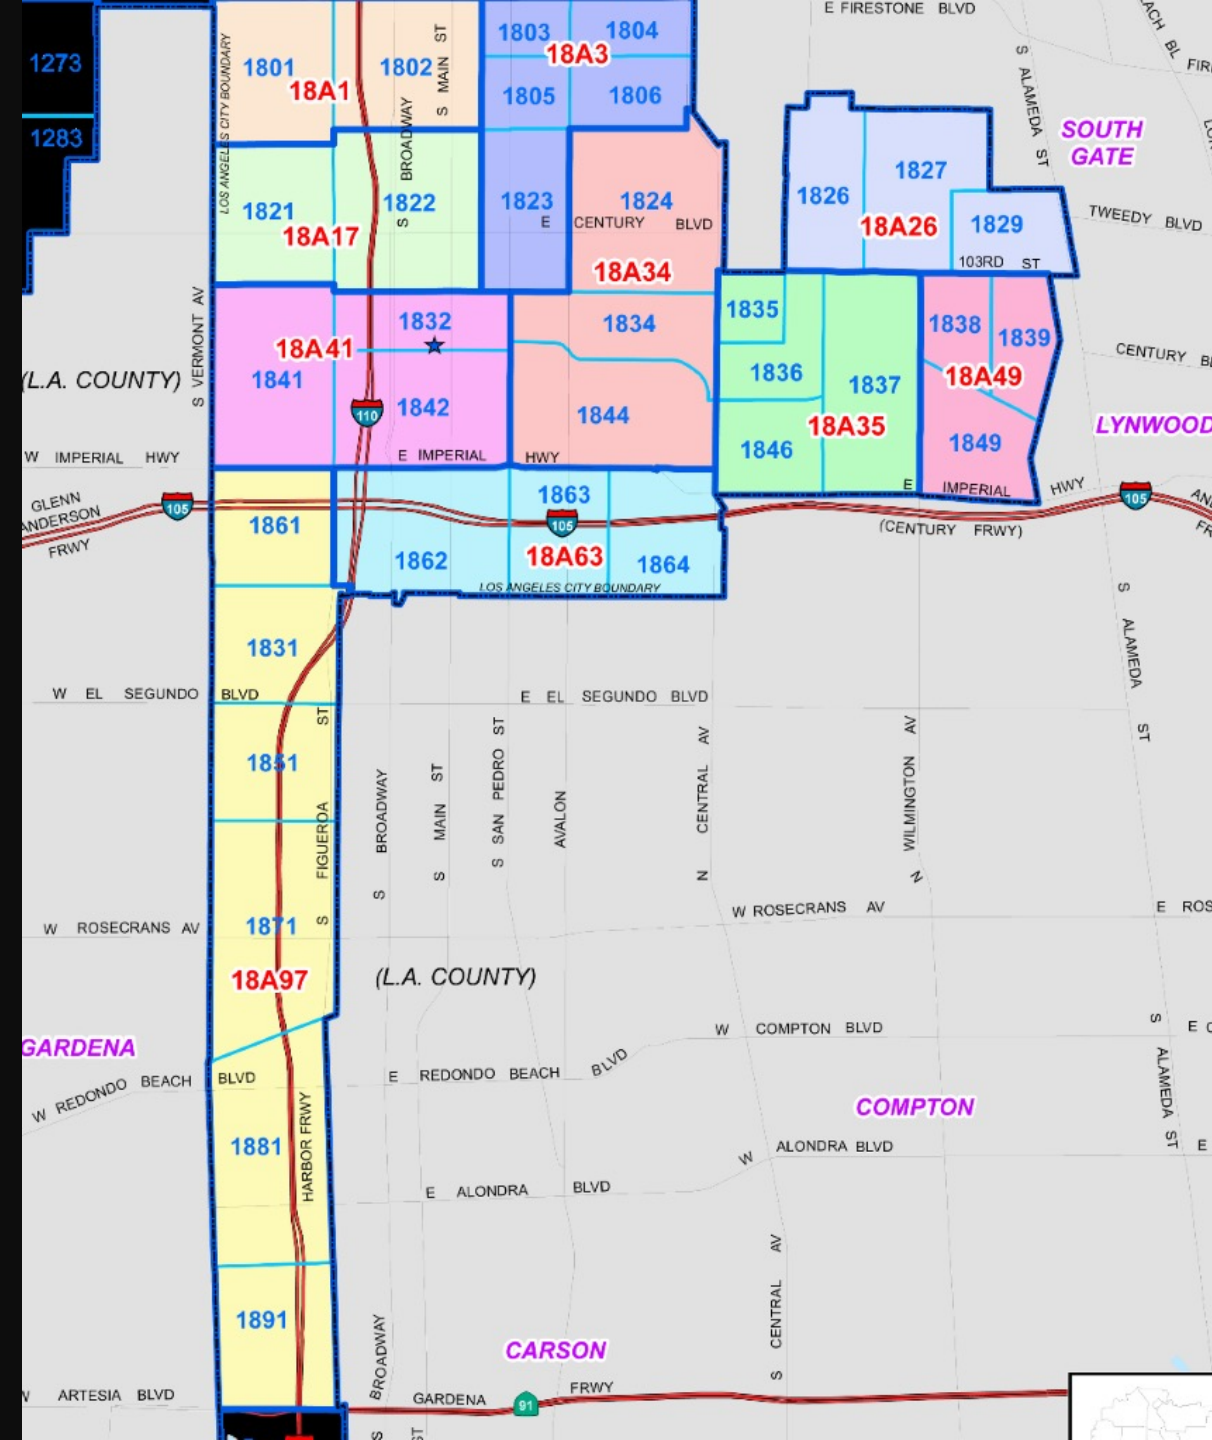 E FIRESTONE BLVD
1273
1283
LOS ANGELES CITY BOUNDARY
1801
18A1
1802
S MAIN ST
BROADWAY
S
1803
1804
18A3
1805
1806
S ALAMEDA ST
SOUTH
GATE
1821
18A17
1822
1823
1824
E CENTURY BLVD
18A34
1826
1827
18A26
1829
103RD ST
TWEEDY BLVD
S VERMONT AV
(L.A. COUNTY)
18A41
1841
1832
1842
110
1834
1844
1835
1836
1837
18A35
1846
1838
1839
18A49
1849
CENTURY
LYNWOOD
W IMPERIAL HWY
E IMPERIAL HWY
E IMPERIAL HWY
GLENN
ANDERSON
FRWY
105
1861
1862
1863
105
18A63
1864
LOS ANGELES CITY BOUNDARY
(CENTURY FRWY)
105
1831
W EL SEGUNDO BLVD
E EL SEGUNDO BLVD
S ALAMEDA ST
1851
S FIGUEROA ST
S BROADWAY
S MAIN ST
S SAN PEDRO ST
AVALON
N CENTRAL AV
N WILMINGTON AV
1871
W ROSECRANS AV
W ROSECRANS AV
E ROS
18A97
(L.A. COUNTY)
GARDENA
W REDONDO BEACH BLVD
E REDONDO BEACH BLVD
W COMPTON BLVD
S ALAMEDA ST
COMPTON
1881
HARBOR FRWY
E ALONDRA BLVD
W ALONDRA BLVD
E
1891
S BROADWAY
S CENTRAL AV
CARSON
W ARTESIA BLVD
GARDENA FRWY
91
ST